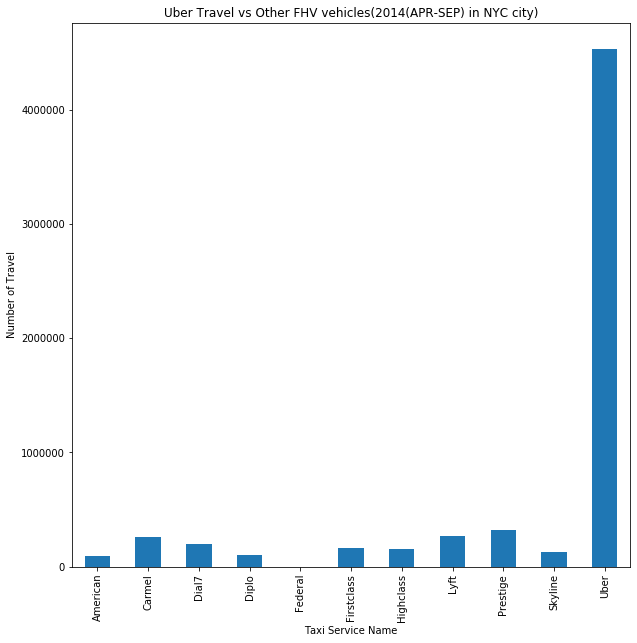 Uber Travel vs Other FHV vehicles(2014(APR-SEP) in NYC city)
Number of Travel
4000000
3000000
2000000
1000000
0
American
Carmel
Dial7
Diplo
Federal
Firstclass
Highclass
Lyft
Prestige
Skyline
Uber
Taxi Service Name